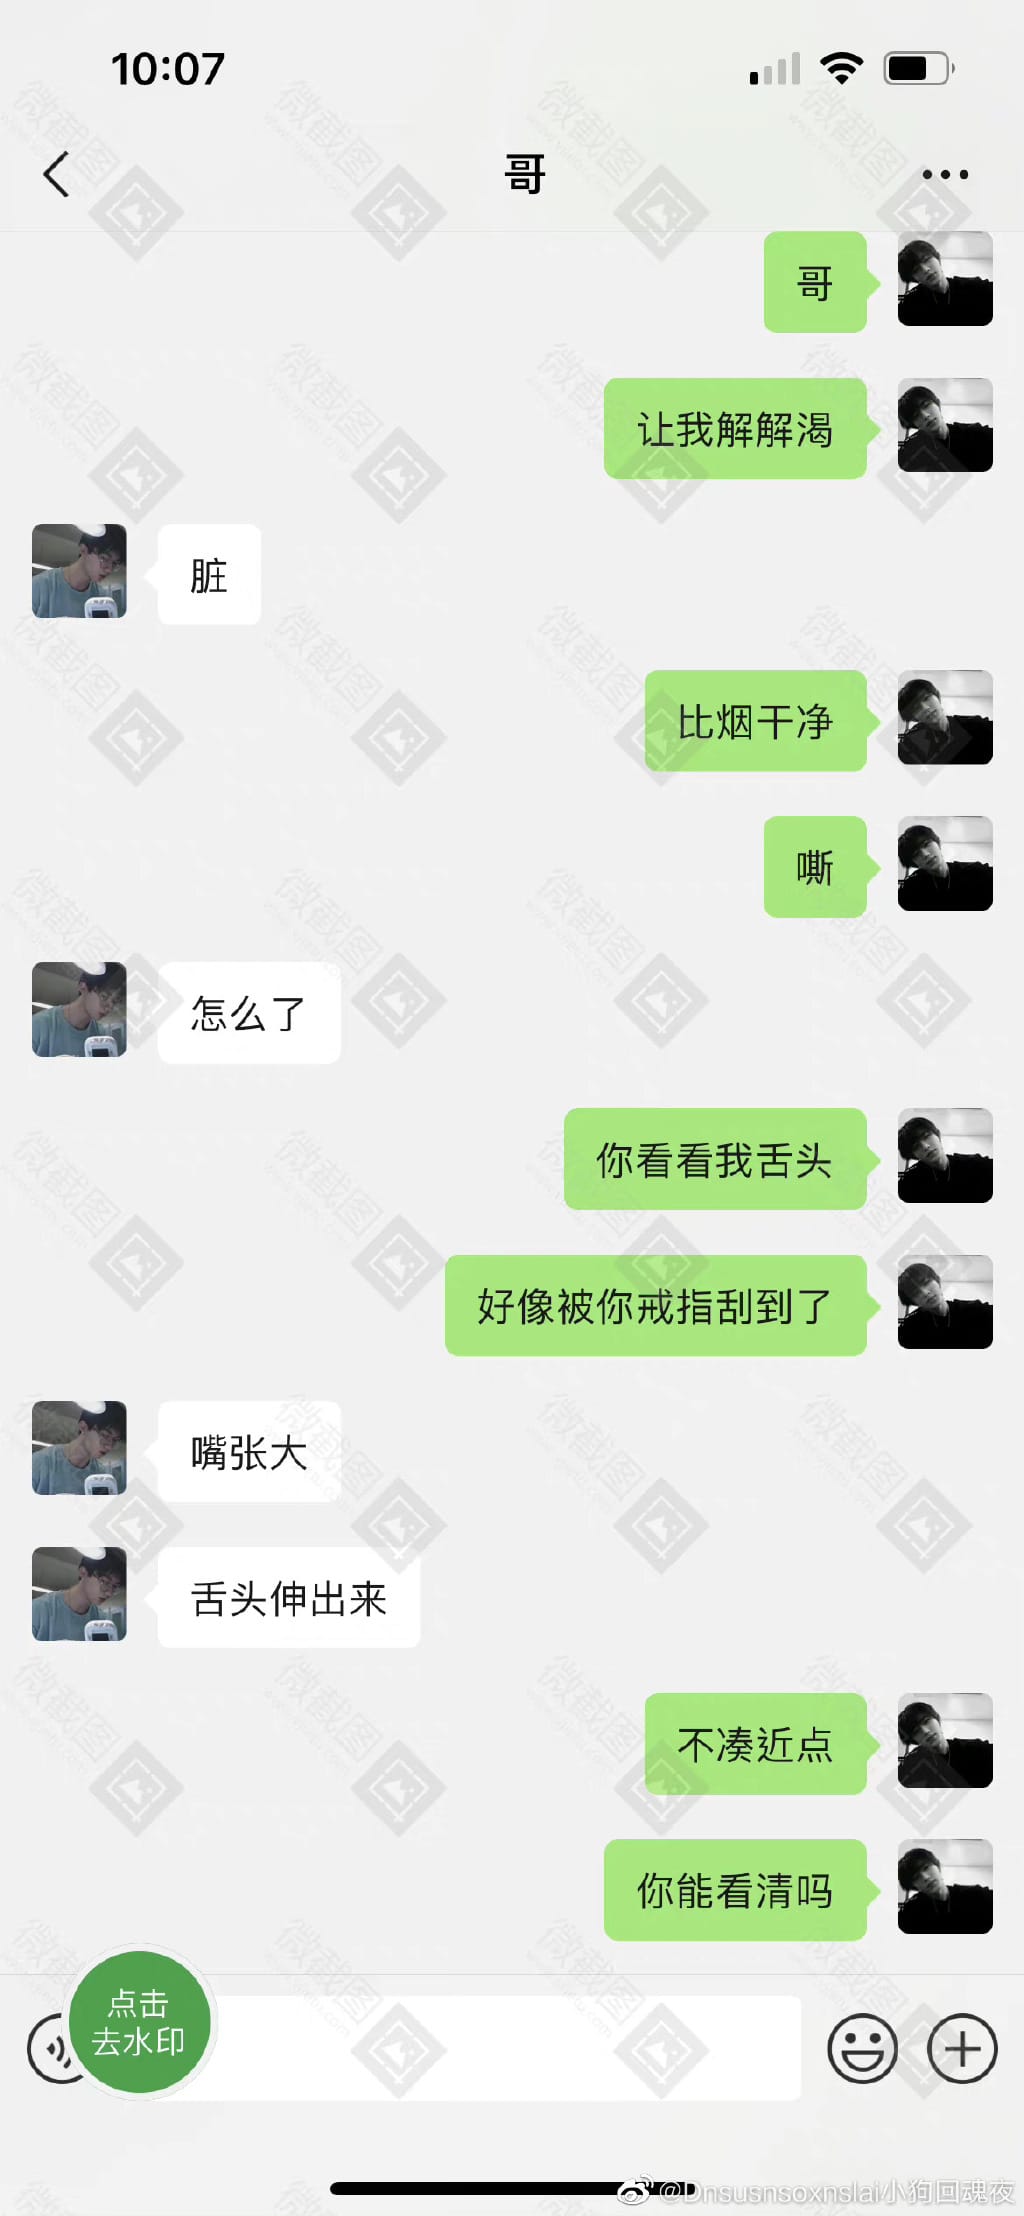 10:07
哥
哥
让我解解渴
脏
比烟干净
嘶
怎么了
你看看我舌头
好像被你戒指刮到了
嘴张大
舌头伸出来
不凑近点
你能看清吗
点击
去水印
@Dnsusnsoxnslai小狗回魂夜
微截图